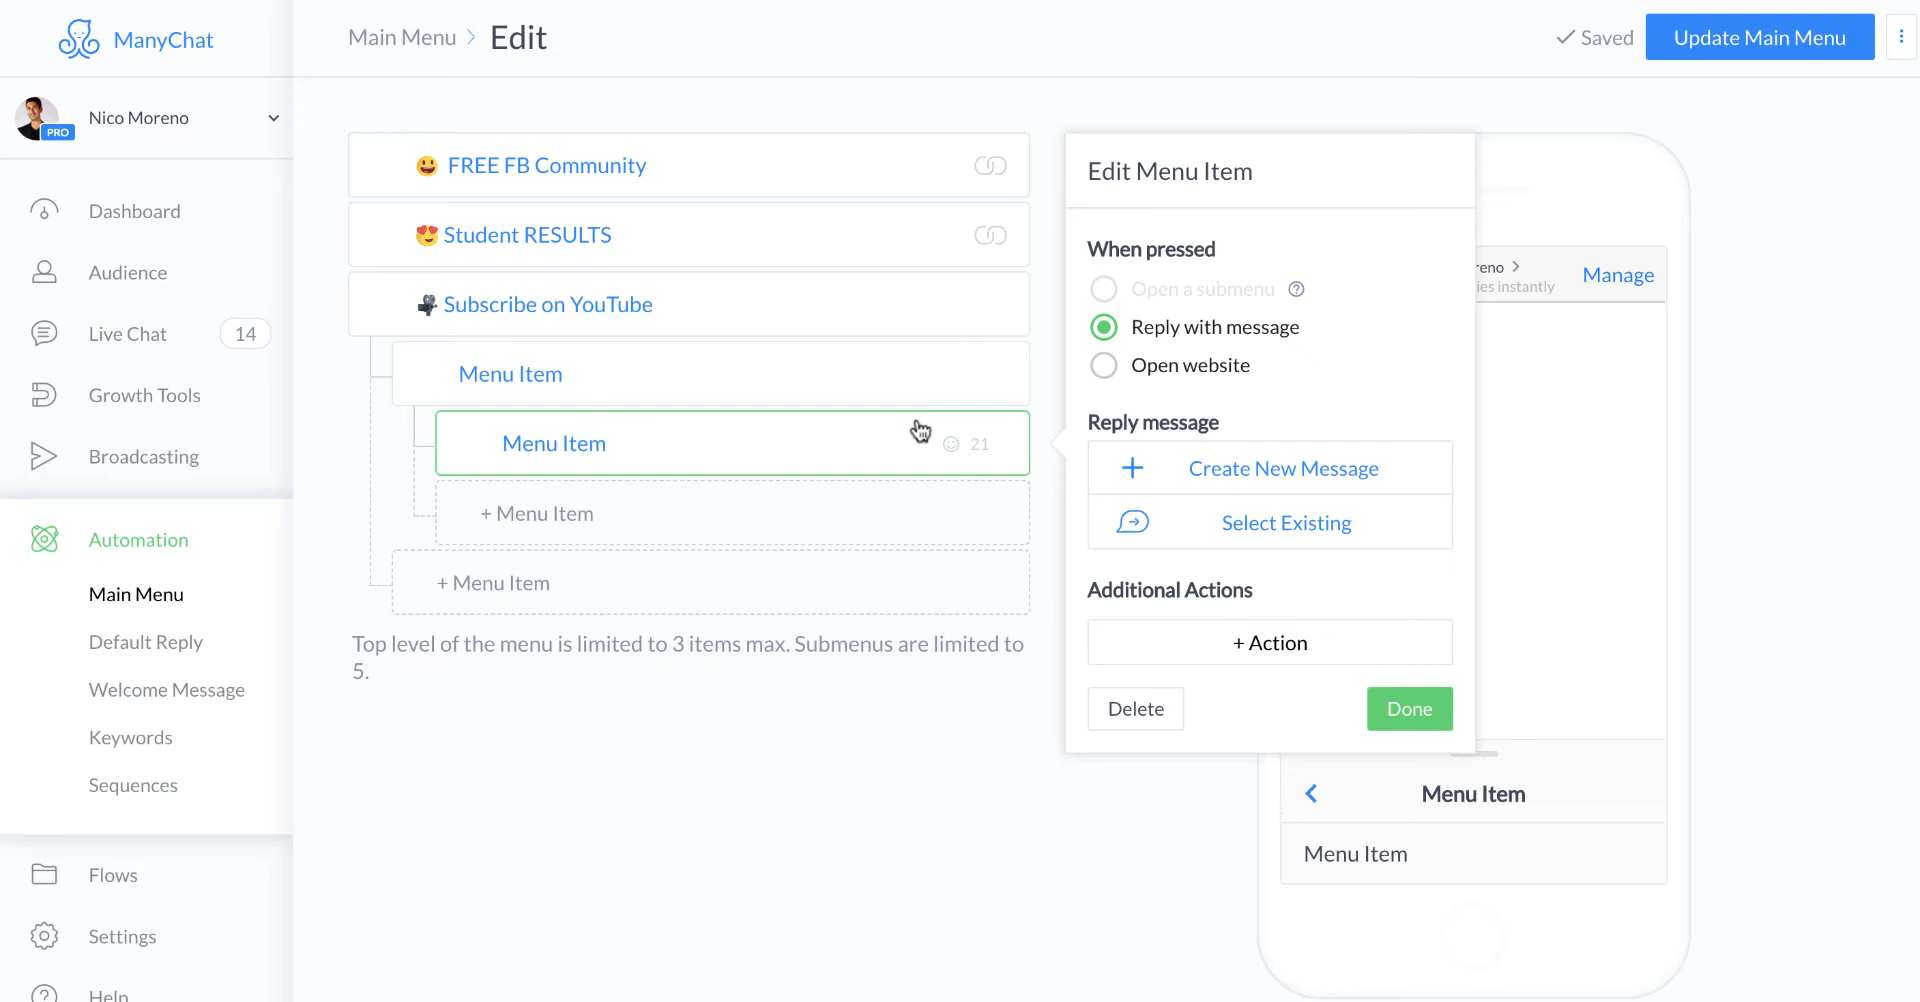 ManyChat
Main Menu
Edit
Saved
Update Main Menu
PRO
Nico Moreno
Dashboard
Audience
Live Chat
14
Growth Tools
Broadcasting
Automation
Main Menu
Default Reply
Welcome Message
Keywords
Sequences
Flows
Settings
Help
FREE FB Community
Student RESULTS
Subscribe on YouTube
Menu Item
Menu Item
21
+ Menu Item
+ Menu Item
Top level of the menu is limited to 3 items max. Submenus are limited to
5.
Edit Menu Item
When pressed
Open a submenu
Reply with message
Open website
Reply message
Create New Message
Select Existing
Additional Actions
+ Action
Delete
Done
reno
Manage
ies instantly
Menu Item
Menu Item